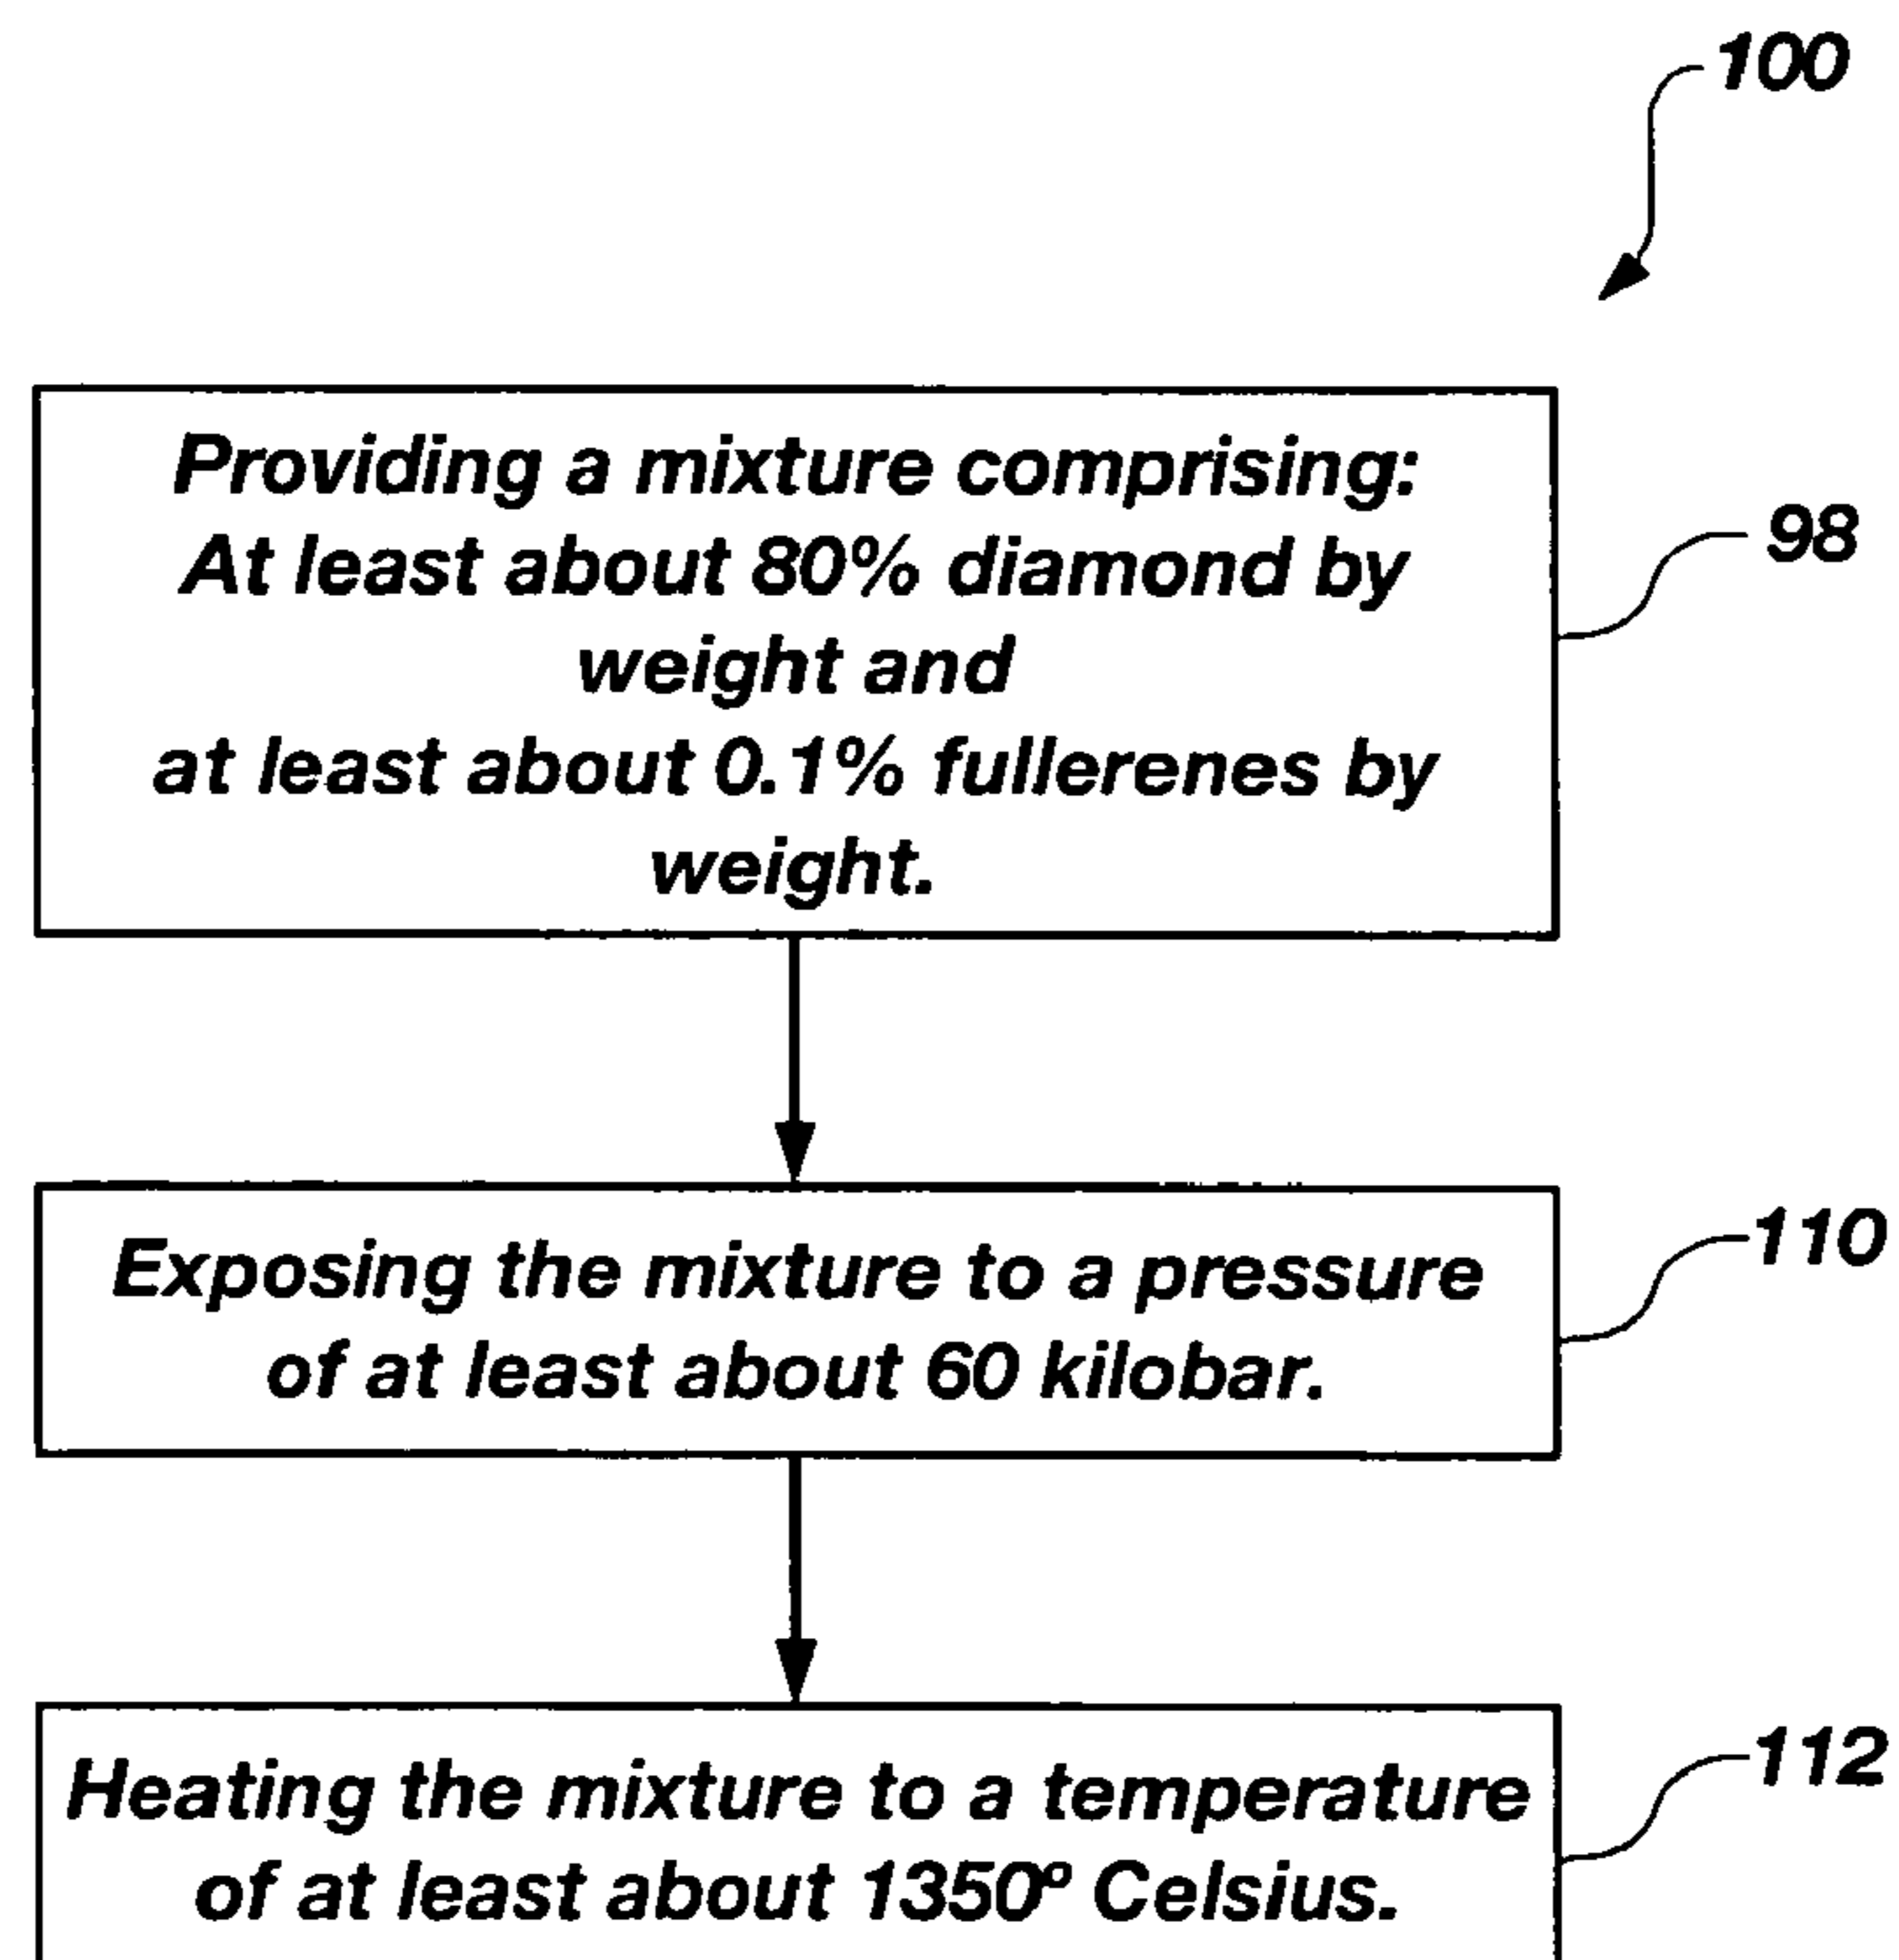 100
Providing a mixture comprising:
At least about 80% diamond by
weight and
at least about 0.1% fullerenes by
weight.
98
Exposing the mixture to a pressure
of at least about 60 kilobar.
110
Heating the mixture to a temperature
of at least about 1350º Celsius.
112